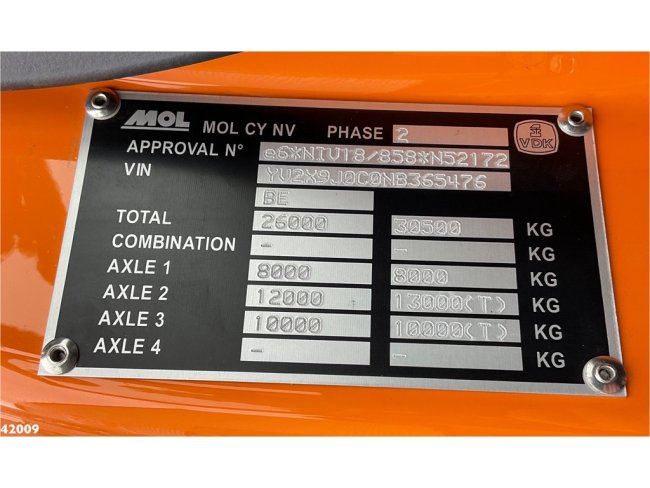 MOL MOL CY NV PHASE 2
VDK
APPROVAL N° e6*NIV18/858*N52172
VIN YV2X9J0C0NB365476
BE
TOTAL 26000 30500 KG
COMBINATION - - KG
AXLE 1 8000 8000 KG
AXLE 2 12000 13000(T) KG
AXLE 3 10000 10000(T) KG
AXLE 4 - - KG
42009